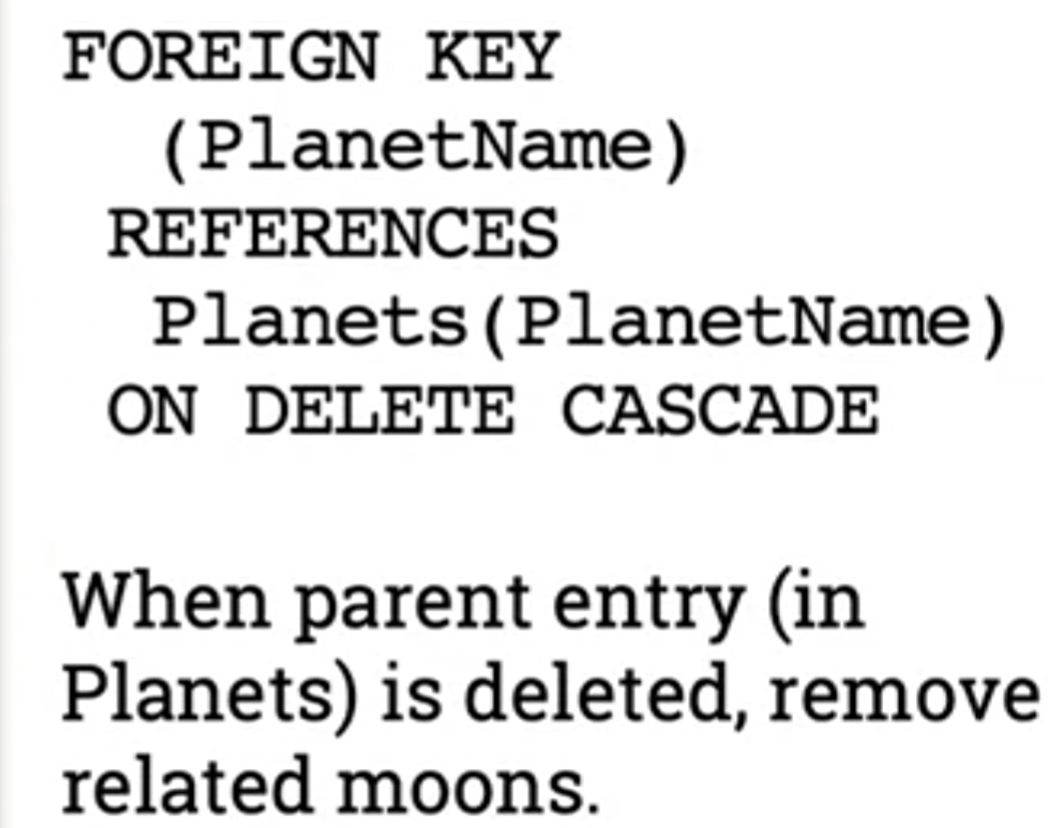 FOREIGN KEY
(PlanetName)
REFERENCES
Planets(PlanetName)
ON DELETE CASCADE
When parent entry (in
Planets) is deleted, remove
related moons.